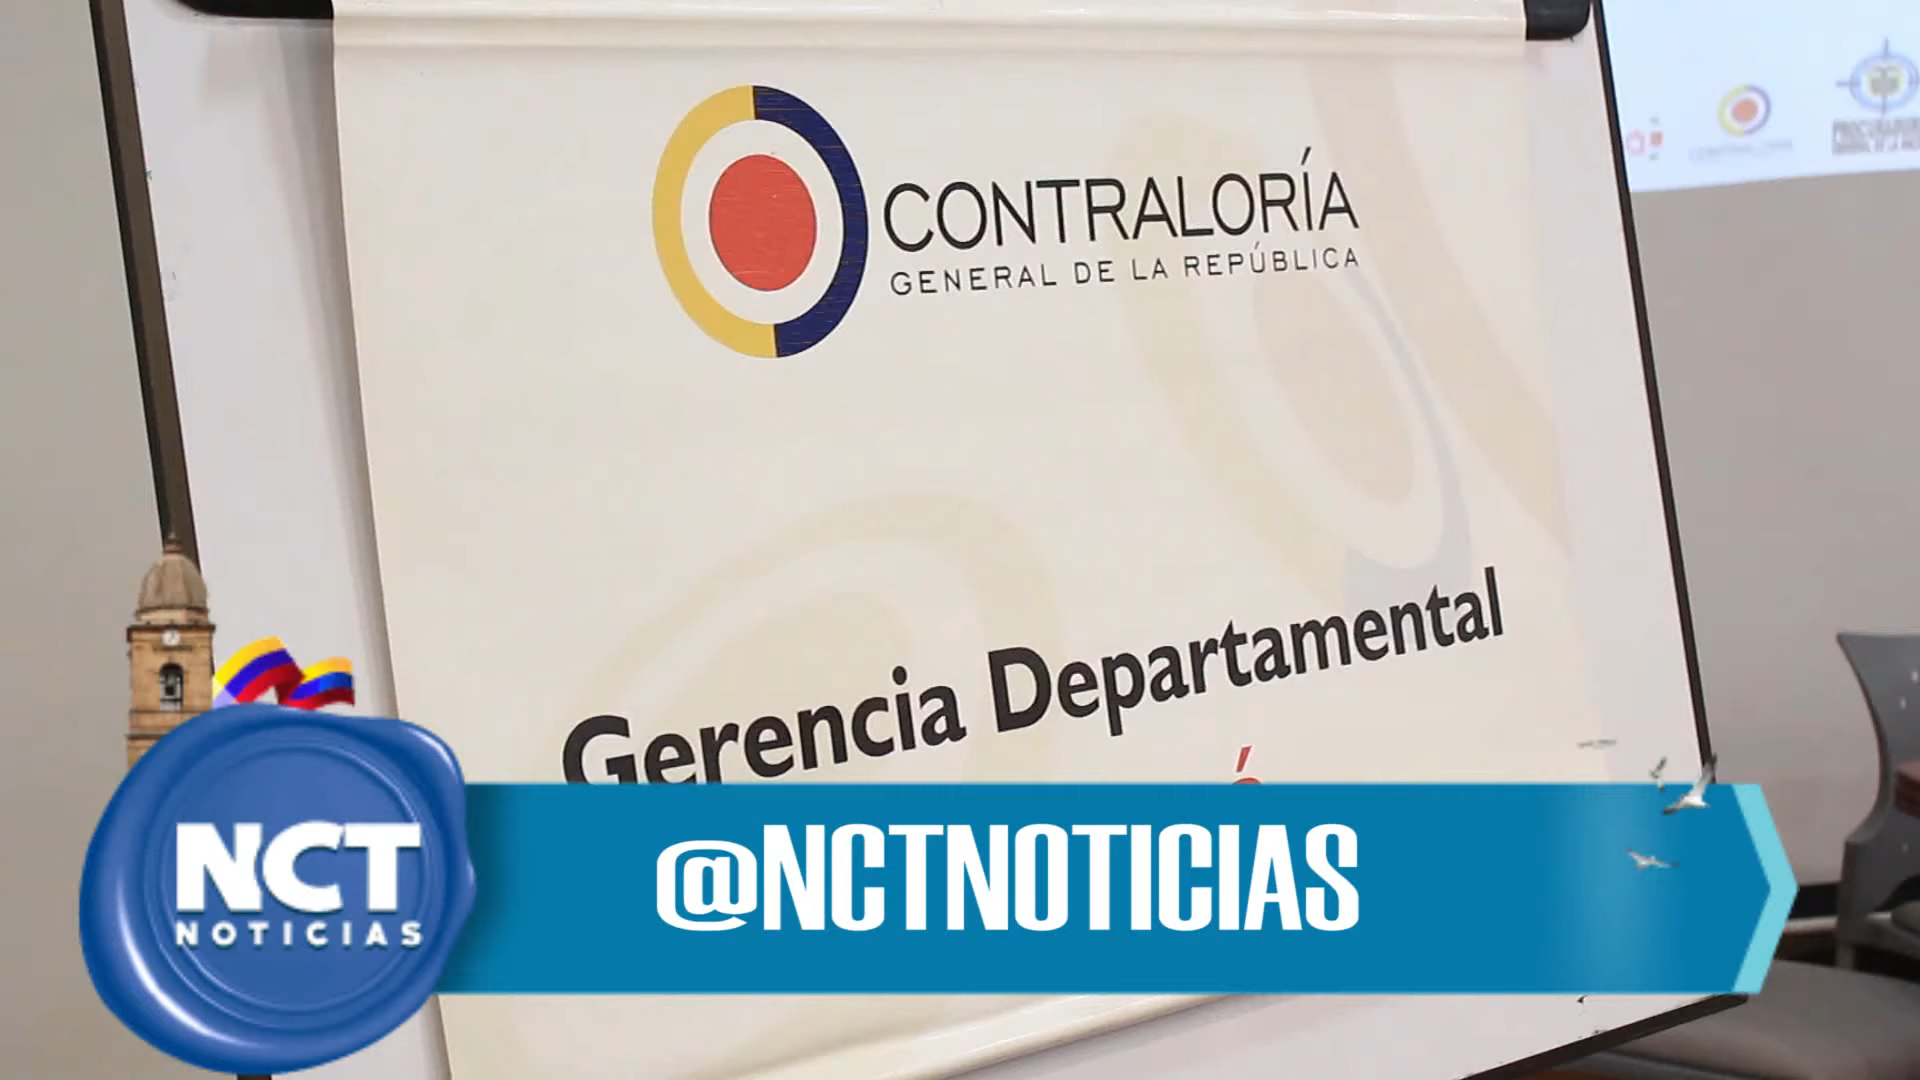 CONTRALORÍA
GENERAL DE LA REPÚBLICA
Gerencia Departamental
@NCTNOTICIAS
NCT
NOTICIAS